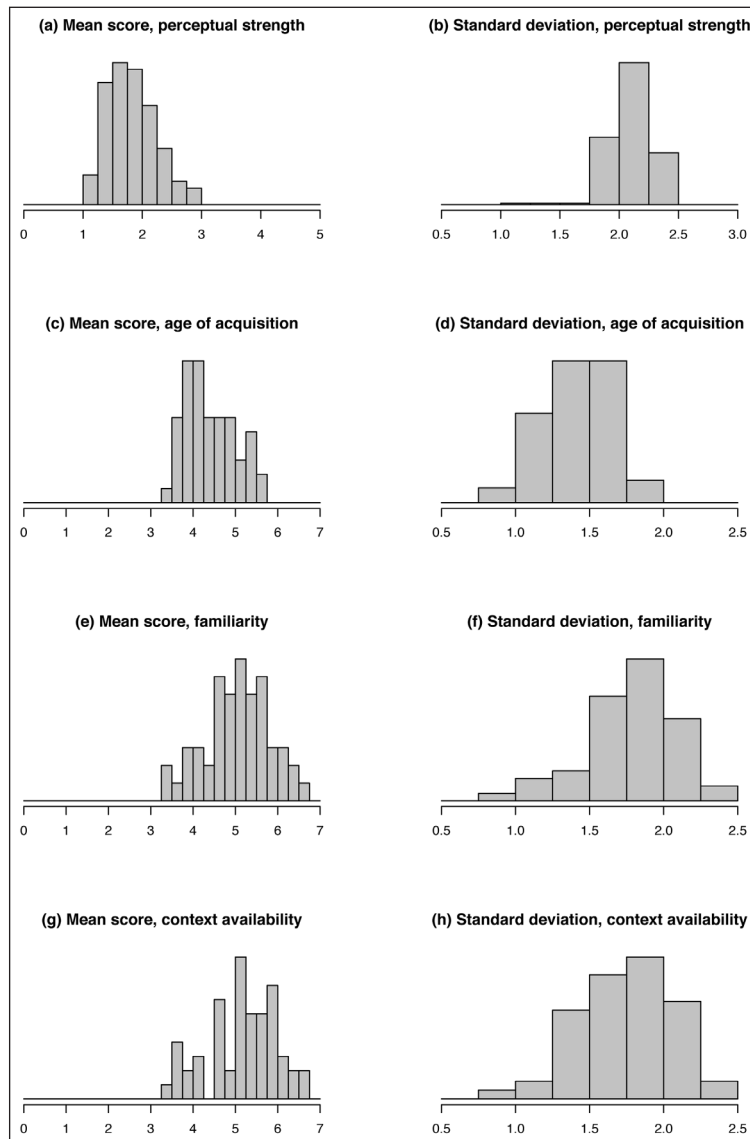 (a) Mean score, perceptual strength
0 1 2 3 4 5
(b) Standard deviation, perceptual strength
0.5 1.0 1.5 2.0 2.5 3.0
(c) Mean score, age of acquisition
0 1 2 3 4 5 6 7
(d) Standard deviation, age of acquisition
0.5 1.0 1.5 2.0 2.5
(e) Mean score, familiarity
0 1 2 3 4 5 6 7
(f) Standard deviation, familiarity
0.5 1.0 1.5 2.0 2.5
(g) Mean score, context availability
0 1 2 3 4 5 6 7
(h) Standard deviation, context availability
0.5 1.0 1.5 2.0 2.5